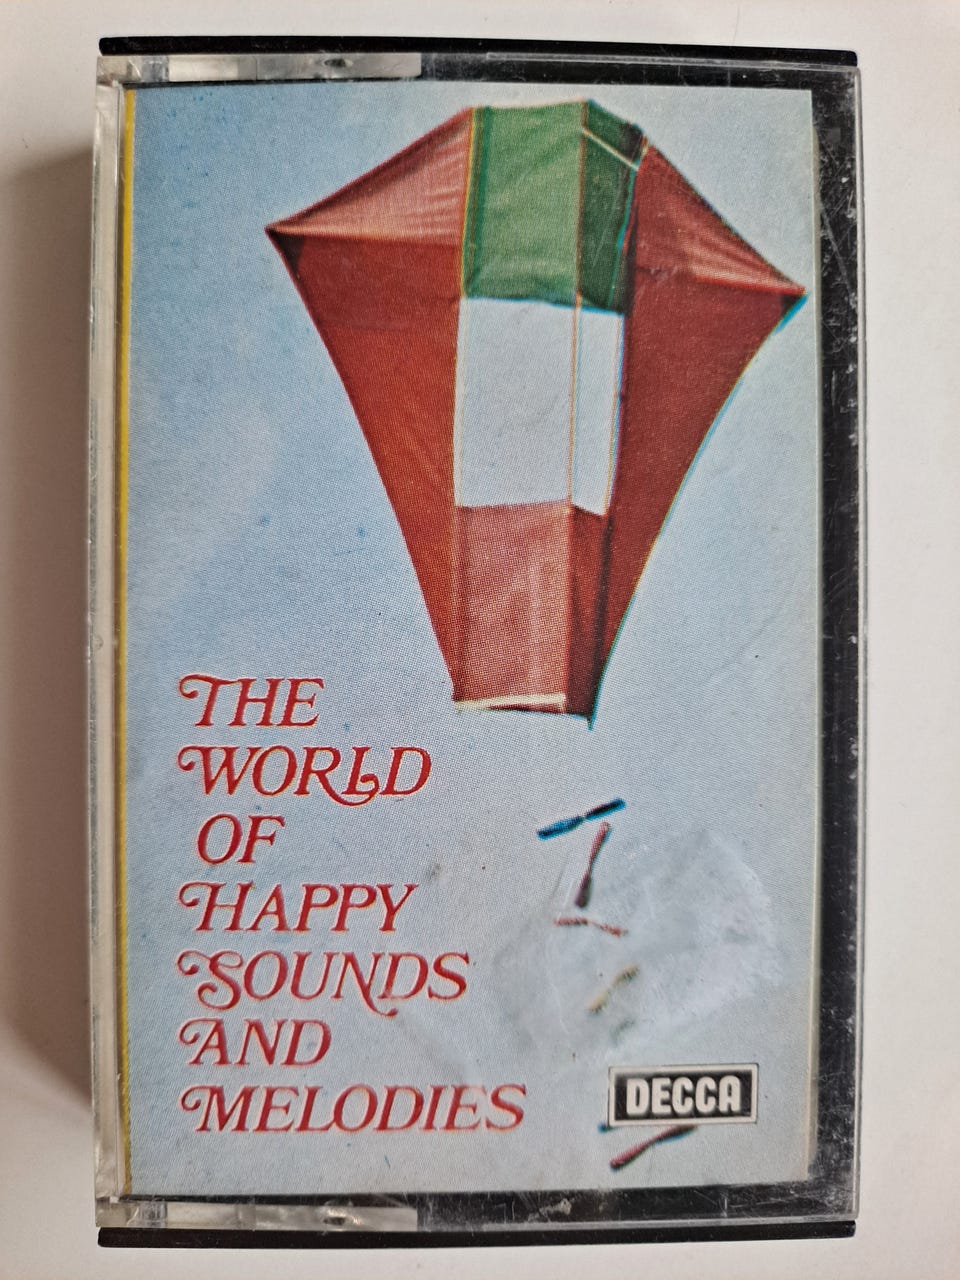 THE
WORLD
OF
HAPPY
SOUNDS
AND
MELODIES
DECCA